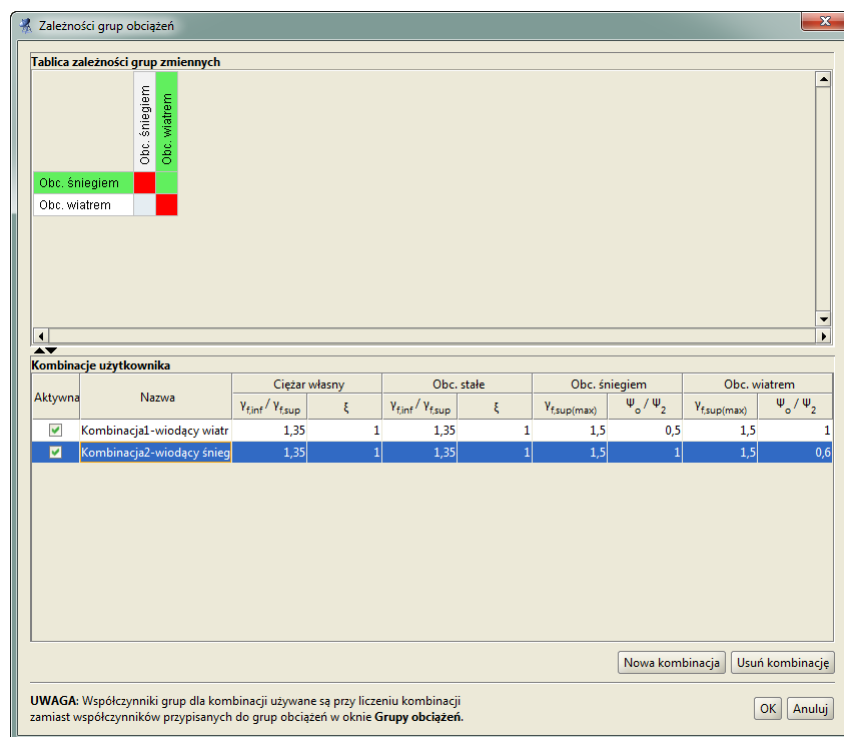 Zależności grup obciążeń
Tablica zależności grup zmiennych
Obc. śniegiem
Obc. wiatrem
Obc. śniegiem
Obc. wiatrem
Kombinacje użytkownika
Aktywna Nazwa Ciężar własny Obc. stałe Obc. śniegiem Obc. wiatrem
γf,inf / γf,sup ξ γf,inf / γf,sup ξ γf,sup(max) Ψo / Ψ2 γf,sup(max) Ψo / Ψ2
Kombinacja1-wiodący wiatr 1,35 1 1,35 1 1,5 0,5 1,5 1
Kombinacja2-wiodący śnieg 1,35 1 1,35 1 1,5 1 1,5 0,6
Nowa kombinacja Usuń kombinację
UWAGA: Współczynniki grup dla kombinacji używane są przy liczeniu kombinacji
zamiast współczynników przypisanych do grup obciążeń w oknie Grupy obciążeń.
OK Anuluj